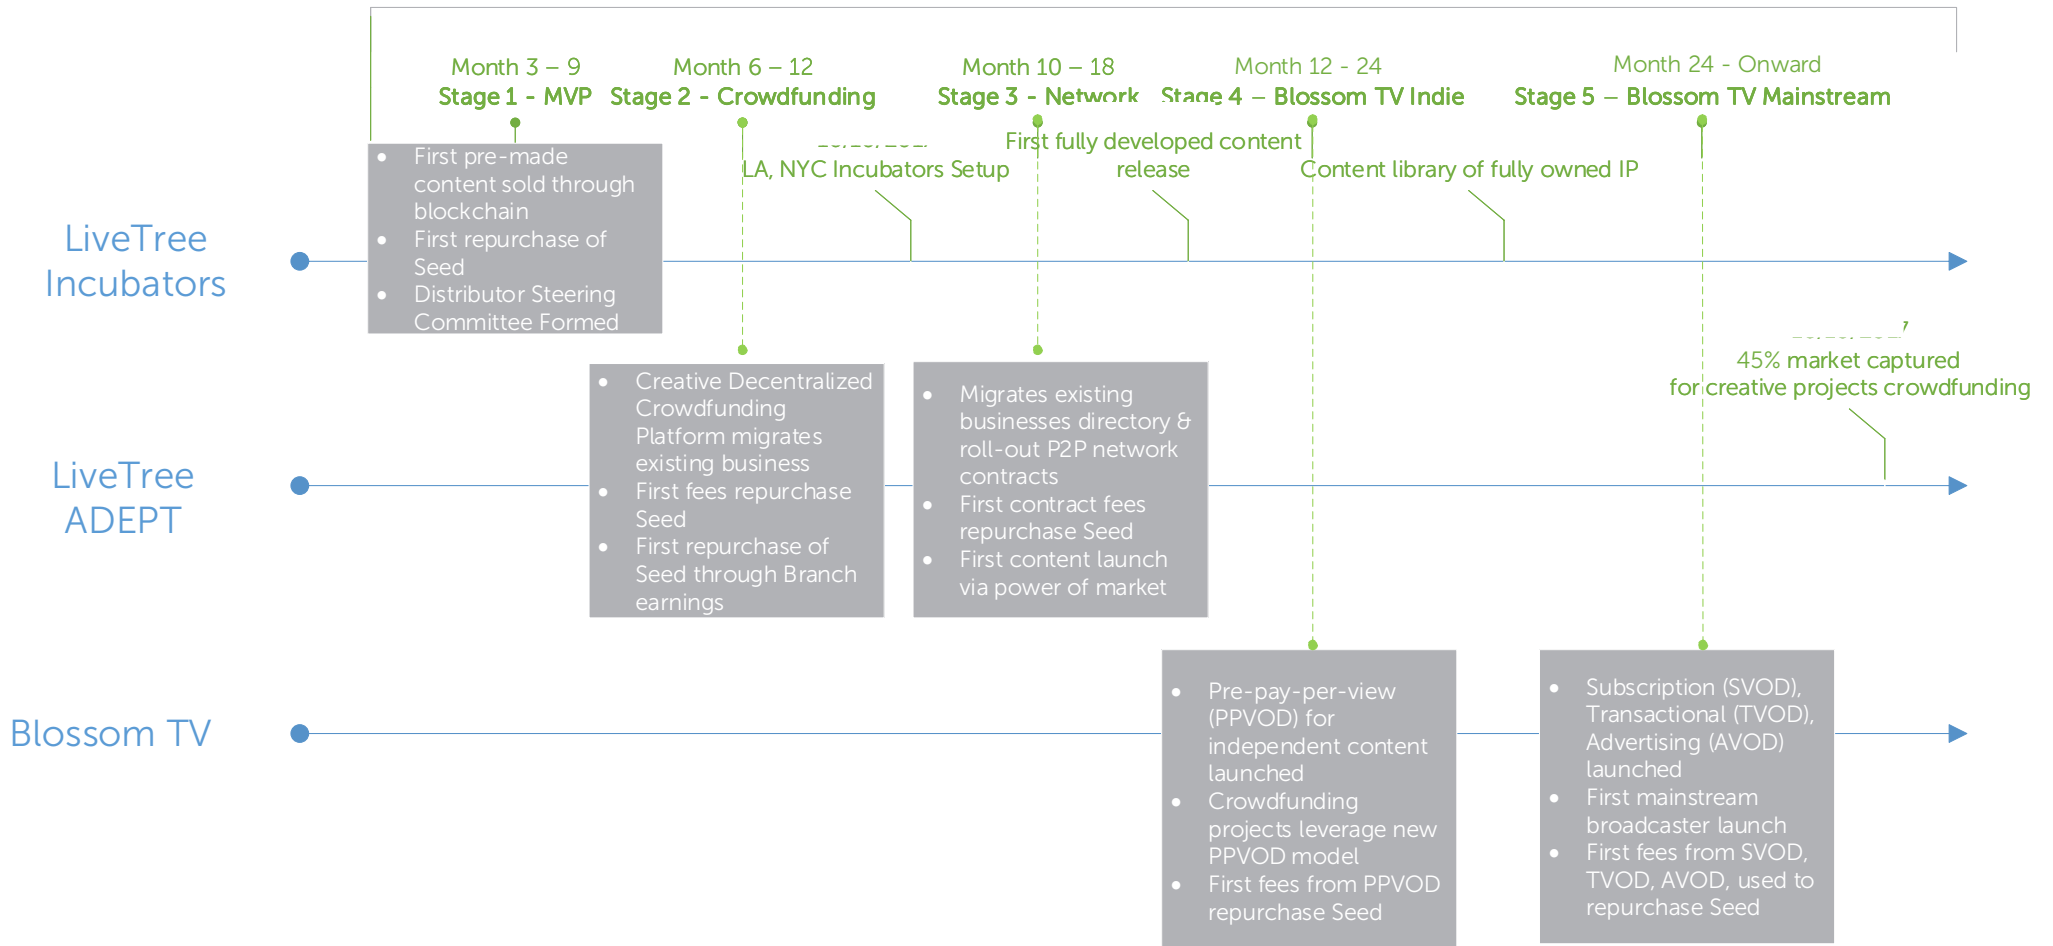 Month 3 – 9
Stage 1 - MVP
Month 6 – 12
Stage 2 - Crowdfunding
Month 10 – 18
Stage 3 - Network
Month 12 - 24
Stage 4 – Blossom TV Indie
Month 24 - Onward
Stage 5 – Blossom TV Mainstream
LiveTree
Incubators
• First pre-made
content sold through
blockchain
• First repurchase of
Seed
• Distributor Steering
Committee Formed
LA, NYC Incubators Setup
First fully developed content
release
Content library of fully owned IP
LiveTree
ADEPT
• Creative Decentralized
Crowdfunding
Platform migrates
existing business
• First fees repurchase
Seed
• First repurchase of
Seed through Branch
earnings
• Migrates existing
businesses directory &
roll-out P2P network
contracts
• First contract fees
repurchase Seed
• First content launch
via power of market
45% market captured
for creative projects crowdfunding
Blossom TV
• Pre-pay-per-view
(PPVOD) for
independent content
launched
• Crowdfunding
projects leverage new
PPVOD model
• First fees from PPVOD
repurchase Seed
• Subscription (SVOD),
Transactional (TVOD),
Advertising (AVOD)
launched
• First mainstream
broadcaster launch
• First fees from SVOD,
TVOD, AVOD, used to
repurchase Seed